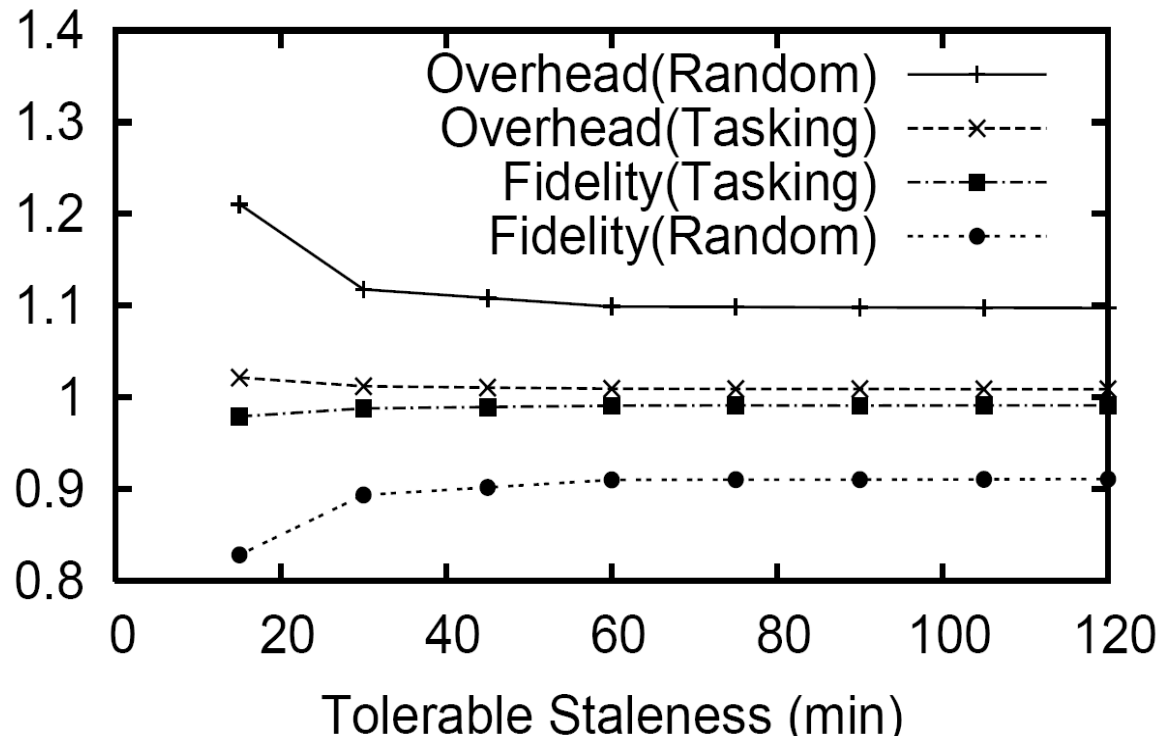 1.4
Overhead(Random)
1.3
Overhead(Tasking)
Fidelity(Tasking)
1.2
Fidelity(Random)
1.1
1
0.9
0.8
0 20 40 60 80 100 120
Tolerable Staleness (min)